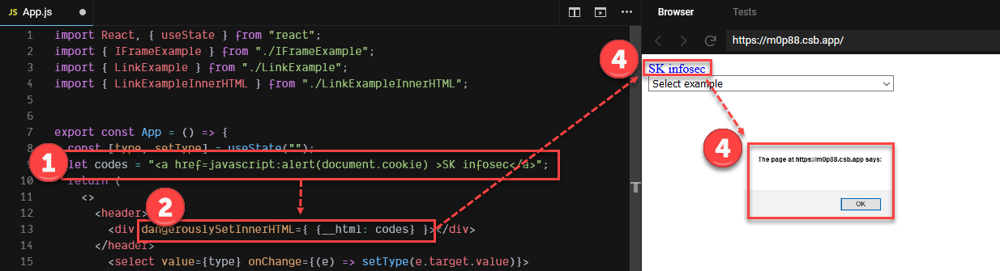 JS App.js
Browser
Tests
https://m0p88.csb.app/
1 import React, { useState } from "react";
2 import { IFrameExample } from "./IFrameExample";
3 import { LinkExample } from "./LinkExample";
4 import { LinkExampleInnerHTML } from "./LinkExampleInnerHTML";
5
6
7 export const App = () => {
8 const [type, setType] = useState("");
1
let codes = "<a href=javascript:alert(document.cookie) >SK infosec</a>";
10 return (
11 <>
2
12 <header>
13 <div dangerouslySetInnerHTML={ {__html: codes} }></div>
14 </header>
15 <select value={type} onChange={(e) => setType(e.target.value)}>
4
SK infosec
Select example
4
The page at https://m0p88.csb.app says:
OK